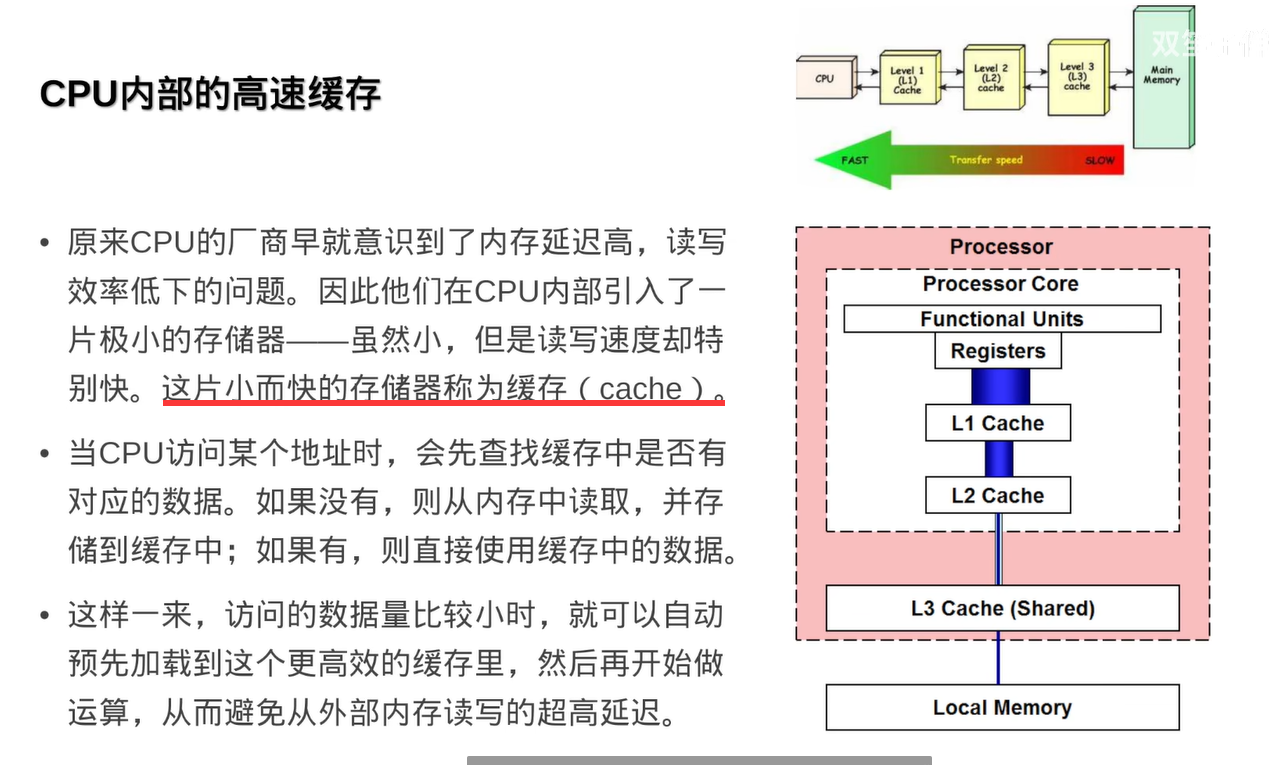 CPU内部的高速缓存
原来CPU的厂商早就意识到了内存延迟高，读写
效率低下的问题。因此他们在CPU内部引入了一
片极小的存储器——虽然小，但是读写速度却特
别快。这片小而快的存储器称为缓存（cache）。
当CPU访问某个地址时，会先查找缓存中是否有
对应的数据。如果没有，则从内存中读取，并存
储到缓存中；如果有，则直接使用缓存中的数据。
这样一来，访问的数据量比较小时，就可以自动
预先加载到这个更高效的缓存里，然后再开始做
运算，从而避免从外部内存读写的超高延迟。
CPU
Level 1
(L1)
Cache
Level 2
(L2)
cache
Level 3
(L3)
cache
Main
Memory
FAST
Transfer speed
SLOW
Processor
Processor Core
Functional Units
Registers
L1 Cache
L2 Cache
L3 Cache (Shared)
Local Memory